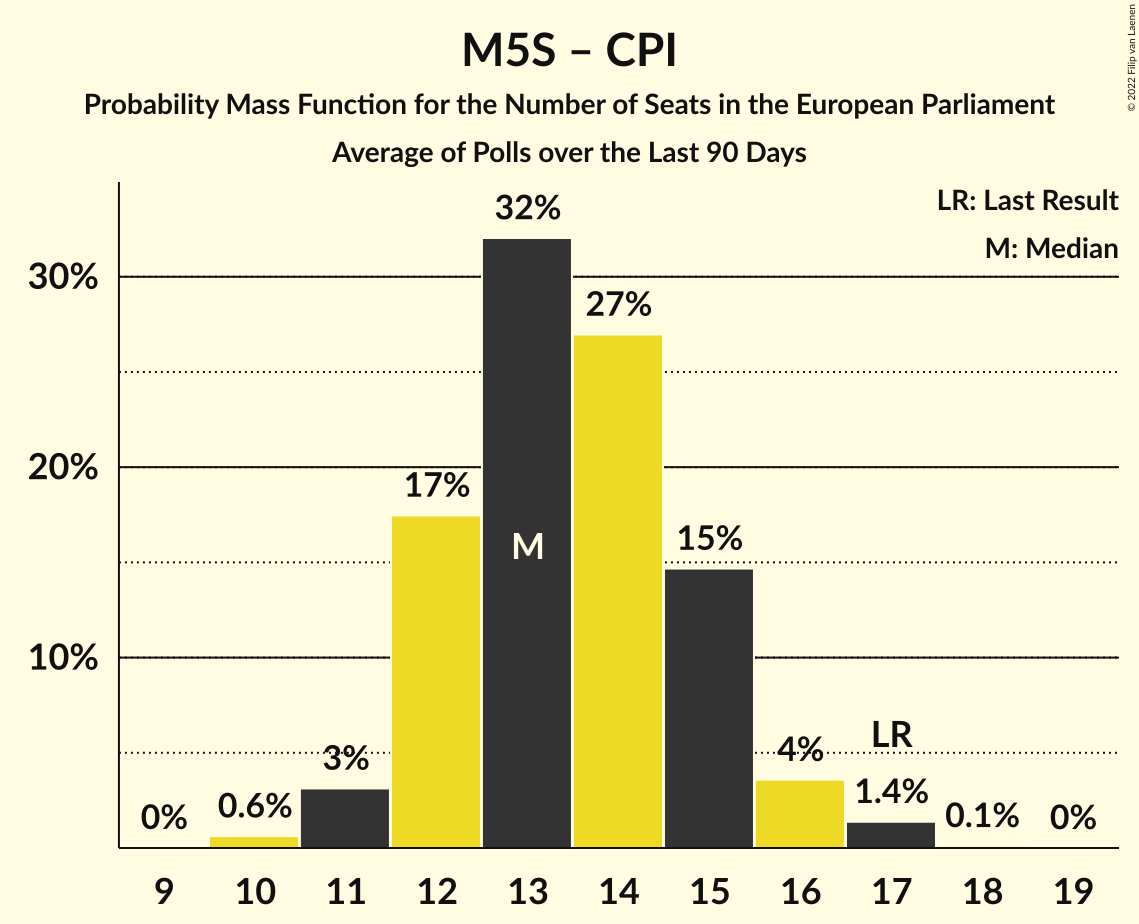 M5S – CPI
Probability Mass Function for the Number of Seats in the European Parliament
Average of Polls over the Last 90 Days
© 2022 Filip van Laenen
LR: Last Result
M: Median
30%
20%
10%
0%
0.6%
3%
17%
32%
M
27%
15%
4%
LR
1.4%
0.1%
0%
9 10 11 12 13 14 15 16 17 18 19